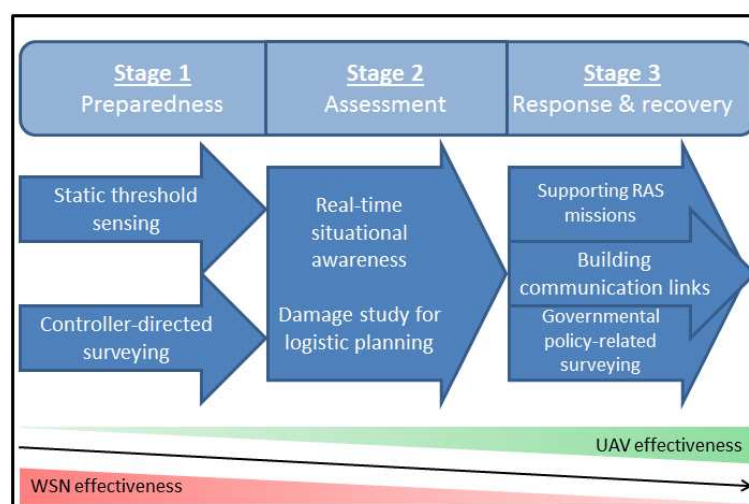 Stage 1
Preparedness
Stage 2
Assessment
Stage 3
Response & recovery
Static threshold
sensing
Controller-directed
surveying
Real-time
situational
awareness
Damage study for
logistic planning
Supporting RAS
missions
Building
communication links
Governmental
policy-related
surveying
UAV effectiveness
WSN effectiveness